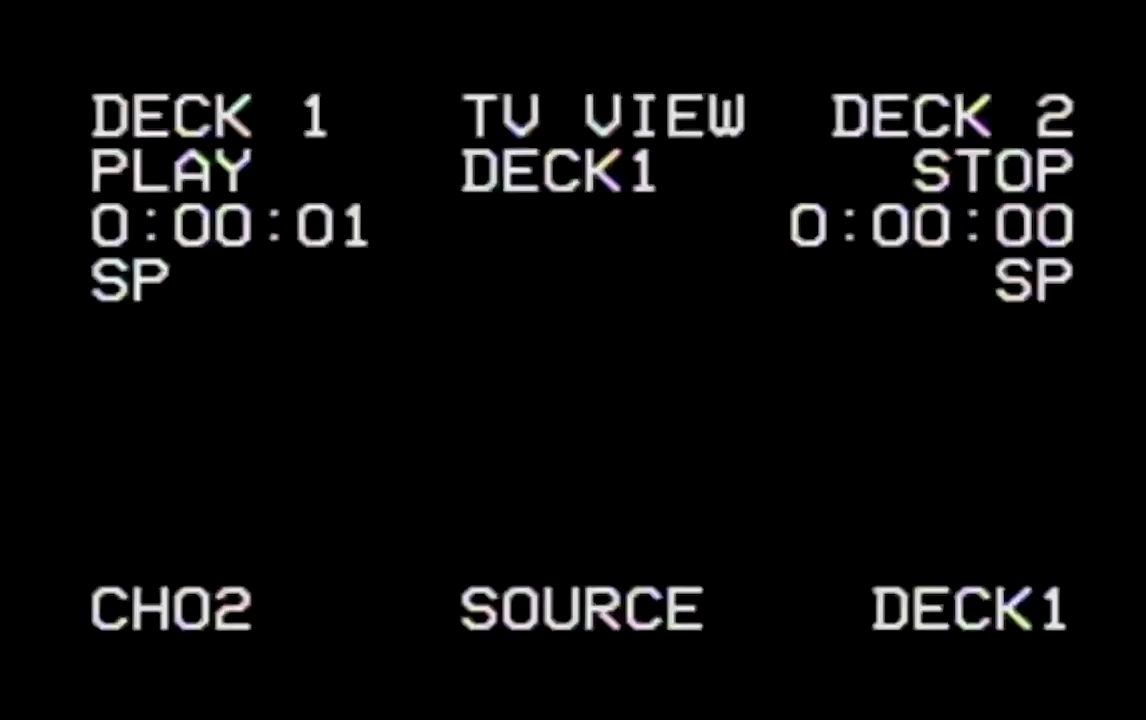 DECK 1 TV VIEW DECK 2
PLAY DECK1 STOP
0:00:01 0:00:00
SP SP
CH02 SOURCE DECK1